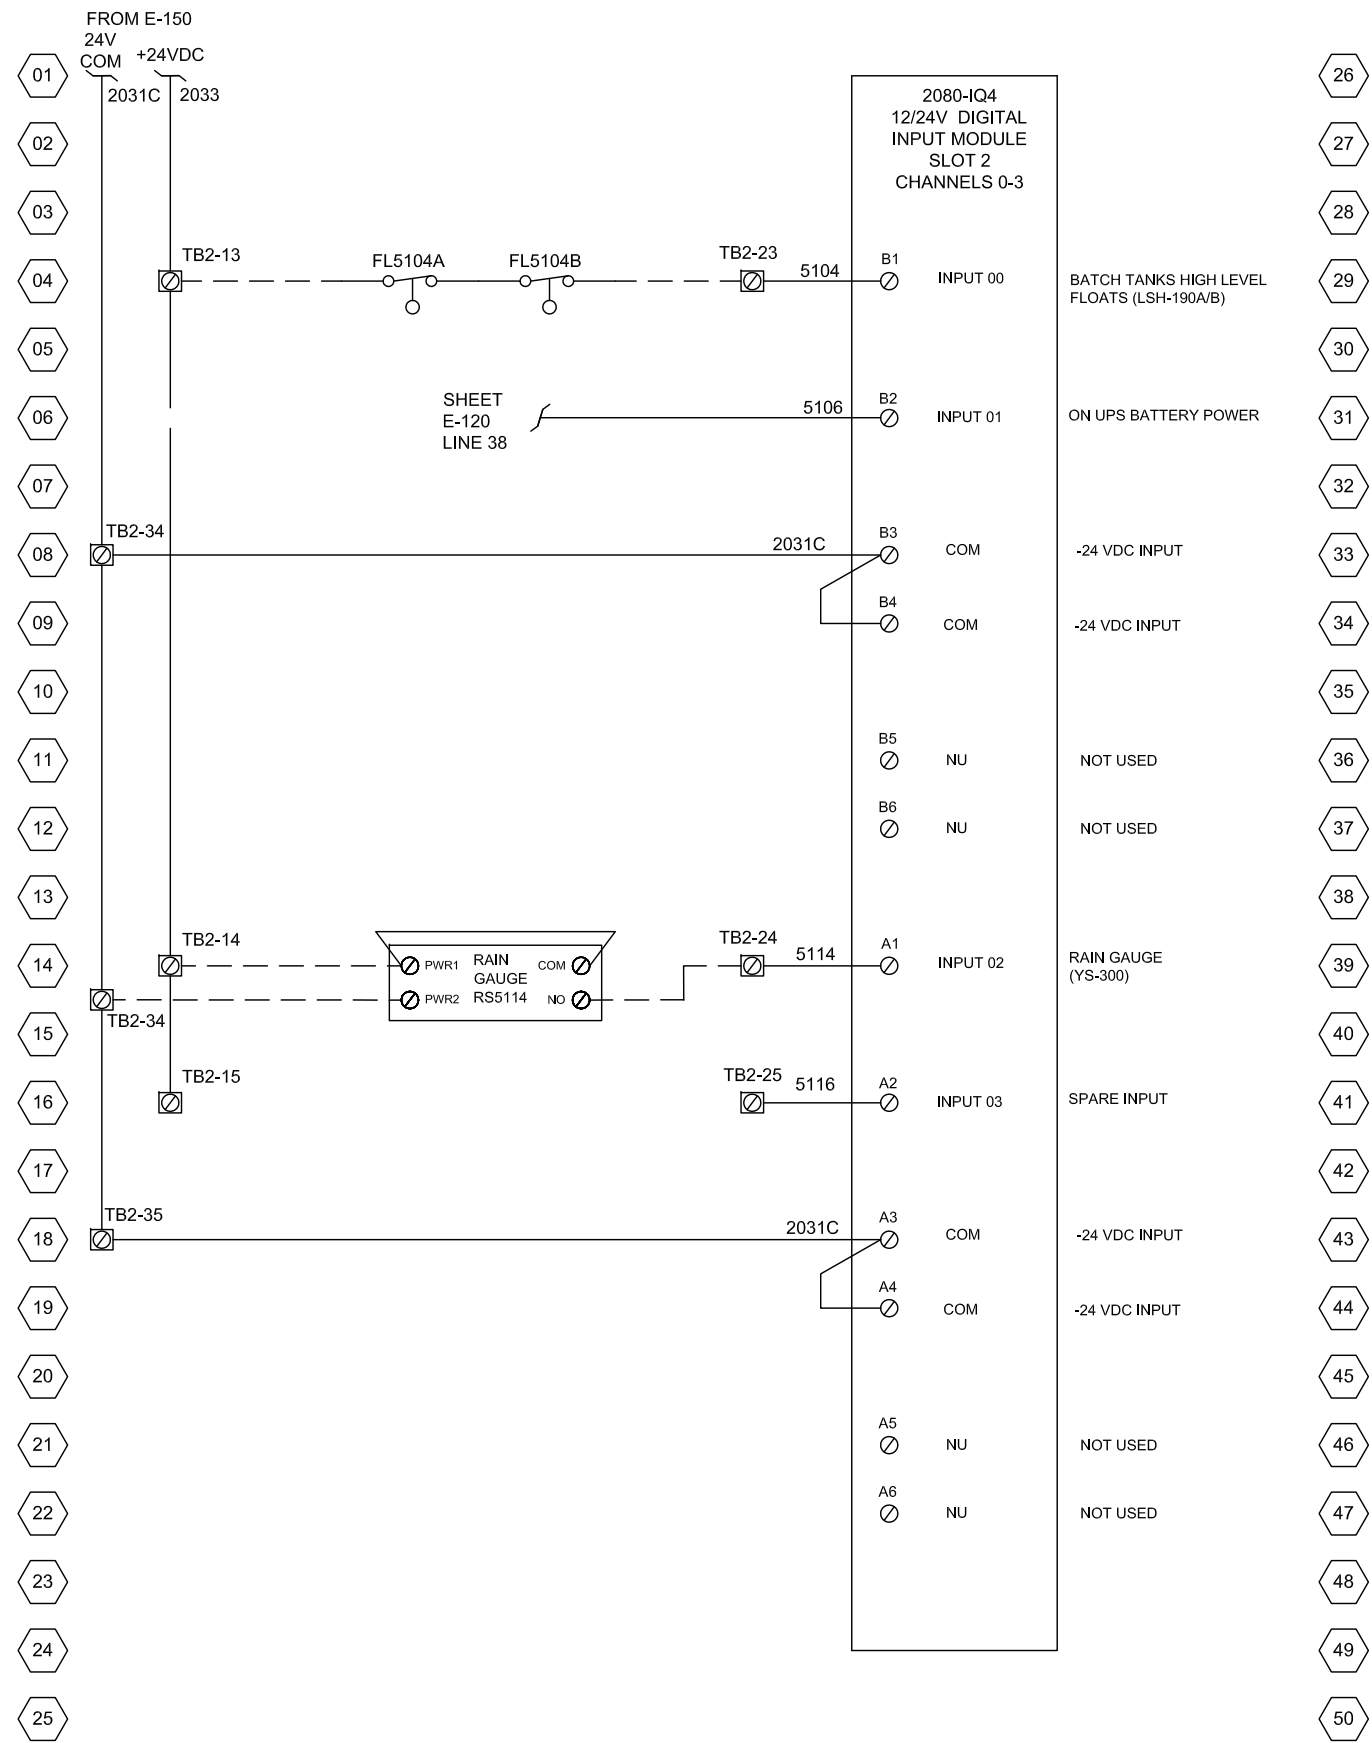 FROM E-150
24V
COM
+24VDC
2031C
2033
01
26
2080-IQ4
12/24V DIGITAL
INPUT MODULE
SLOT 2
CHANNELS 0-3
02
27
03
28
TB2-13
FL5104A
FL5104B
TB2-23
5104
B1
INPUT 00
BATCH TANKS HIGH LEVEL
FLOATS (LSH-190A/B)
04
29
05
30
SHEET
E-120
LINE 38
5106
B2
INPUT 01
ON UPS BATTERY POWER
06
31
07
32
TB2-34
2031C
B3
COM
-24 VDC INPUT
08
33
B4
COM
-24 VDC INPUT
09
34
10
35
B5
NU
NOT USED
11
36
B6
NU
NOT USED
12
37
13
38
TB2-14
PWR1
RAIN
GAUGE
RS5114
COM
PWR2
NO
TB2-24
5114
A1
INPUT 02
RAIN GAUGE
(YS-300)
14
39
TB2-34
15
40
TB2-15
TB2-25
5116
A2
INPUT 03
SPARE INPUT
16
41
17
42
TB2-35
2031C
A3
COM
-24 VDC INPUT
18
43
A4
COM
-24 VDC INPUT
19
44
20
45
A5
NU
NOT USED
21
46
A6
NU
NOT USED
22
47
23
48
24
49
25
50